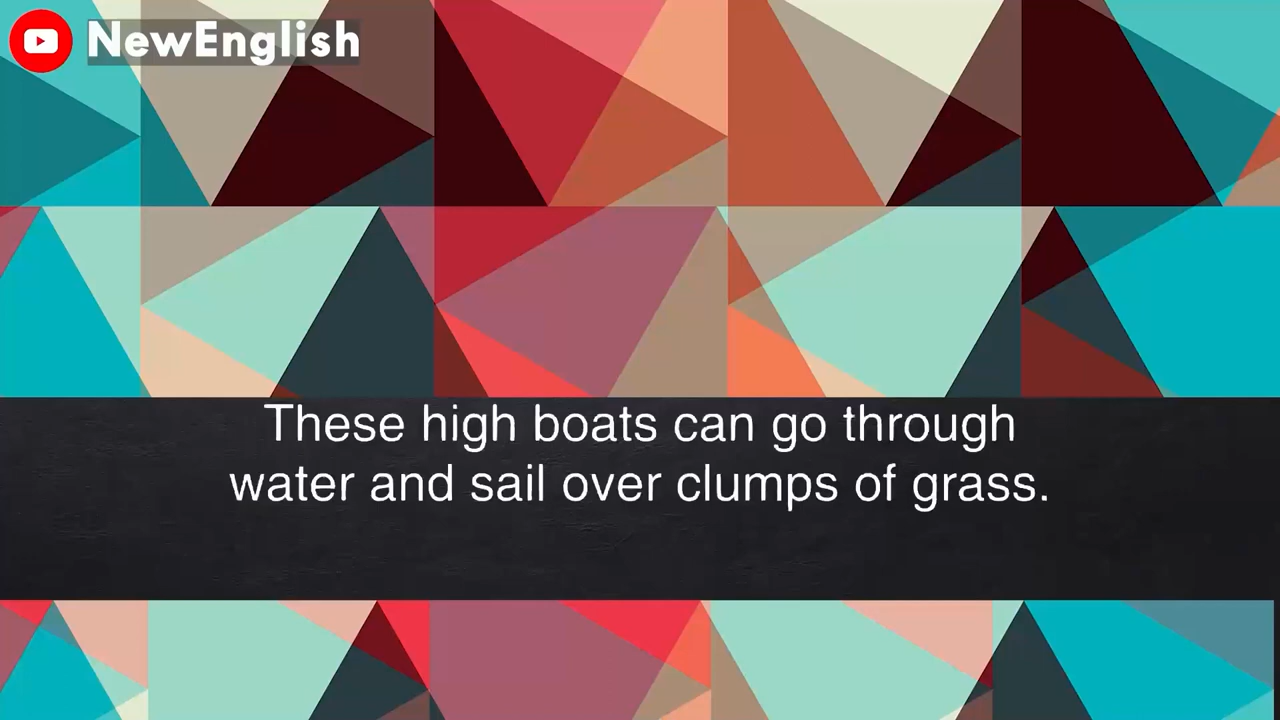 NewEnglish
These high boats can go through
water and sail over clumps of grass.